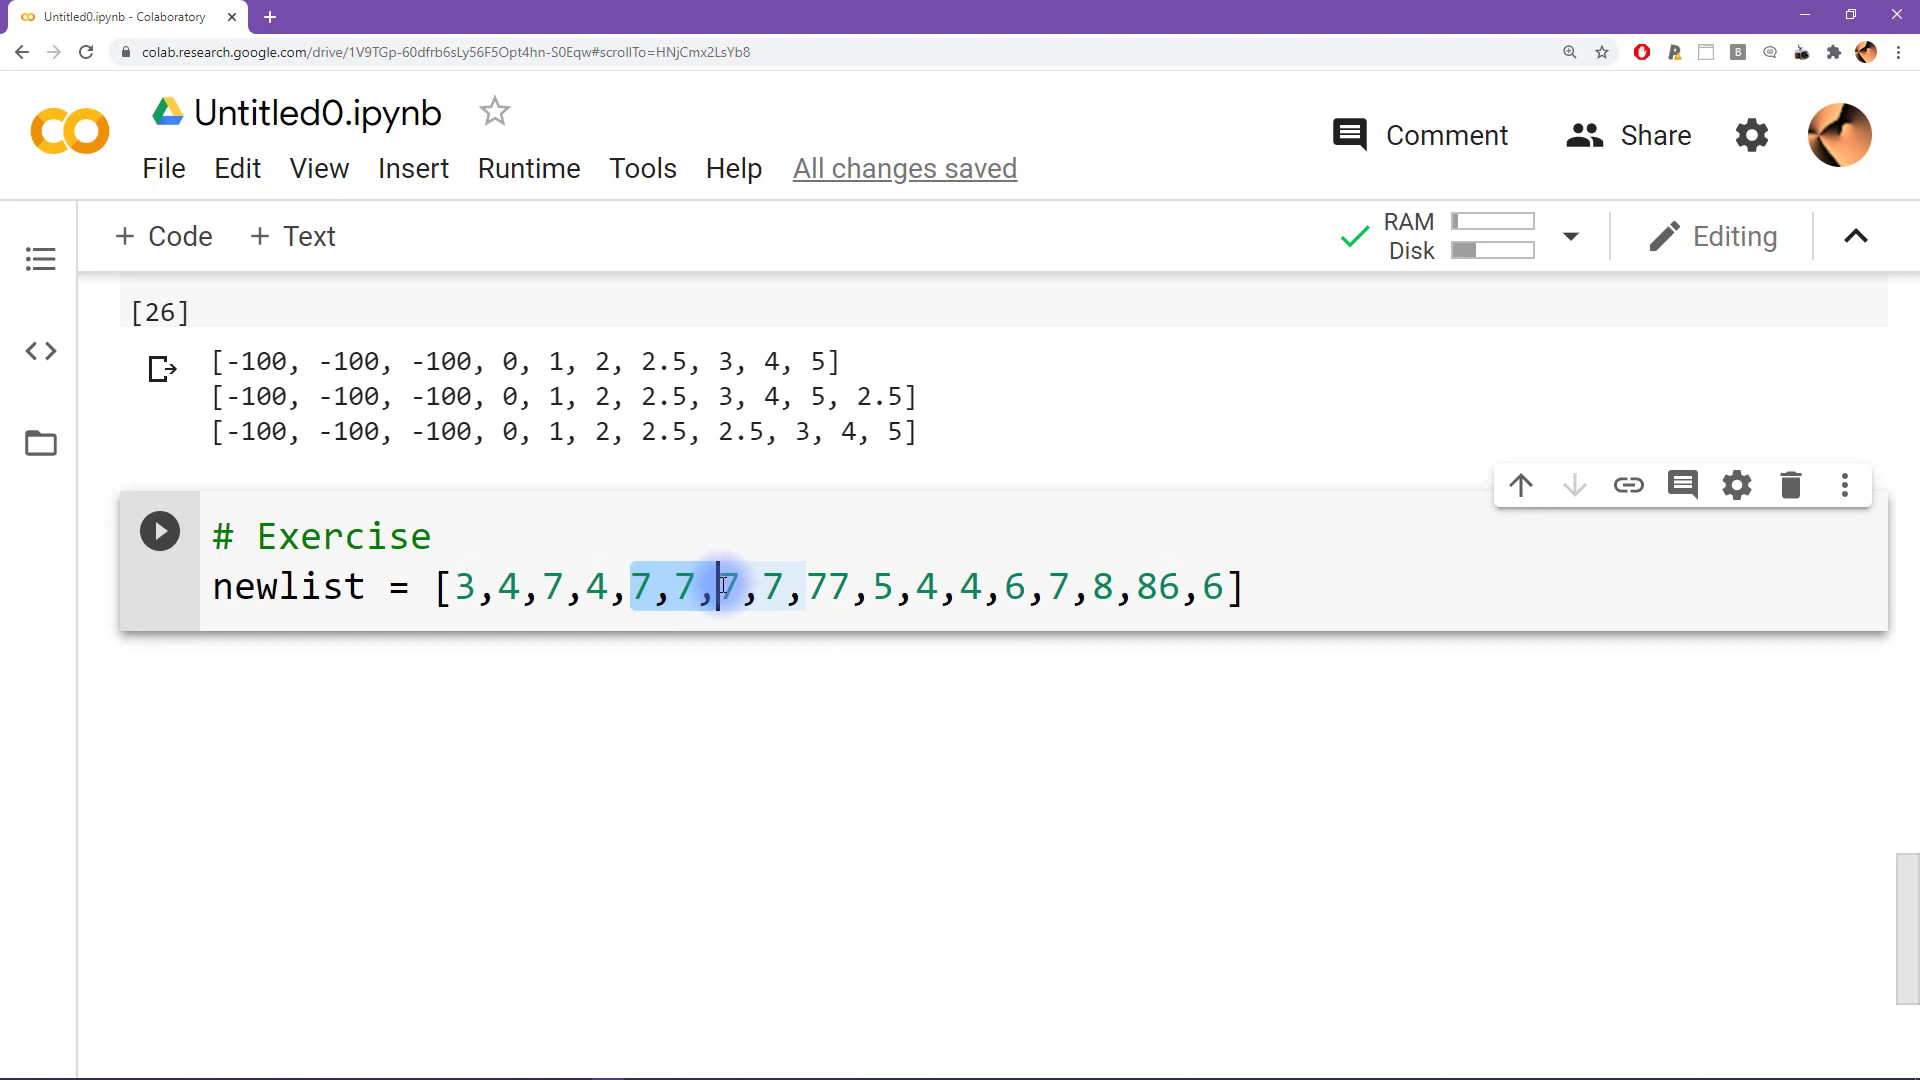 Untitled0.ipynb - Colaboratory
colab.research.google.com/drive/1V9TGp-60dfrb6sLy56F5Opt4hn-S0Eqw#scrollTo=HNjCmx2LsYb8
Untitled0.ipynb
Comment Share
File Edit View Insert Runtime Tools Help All changes saved
+ Code + Text
RAM
Disk
Editing
[26]
[-100, -100, -100, 0, 1, 2, 2.5, 3, 4, 5]
[-100, -100, -100, 0, 1, 2, 2.5, 3, 4, 5, 2.5]
[-100, -100, -100, 0, 1, 2, 2.5, 2.5, 3, 4, 5]
# Exercise
newlist = [3,4,7,4,7,7,7,7,77,5,4,4,6,7,8,86,6]